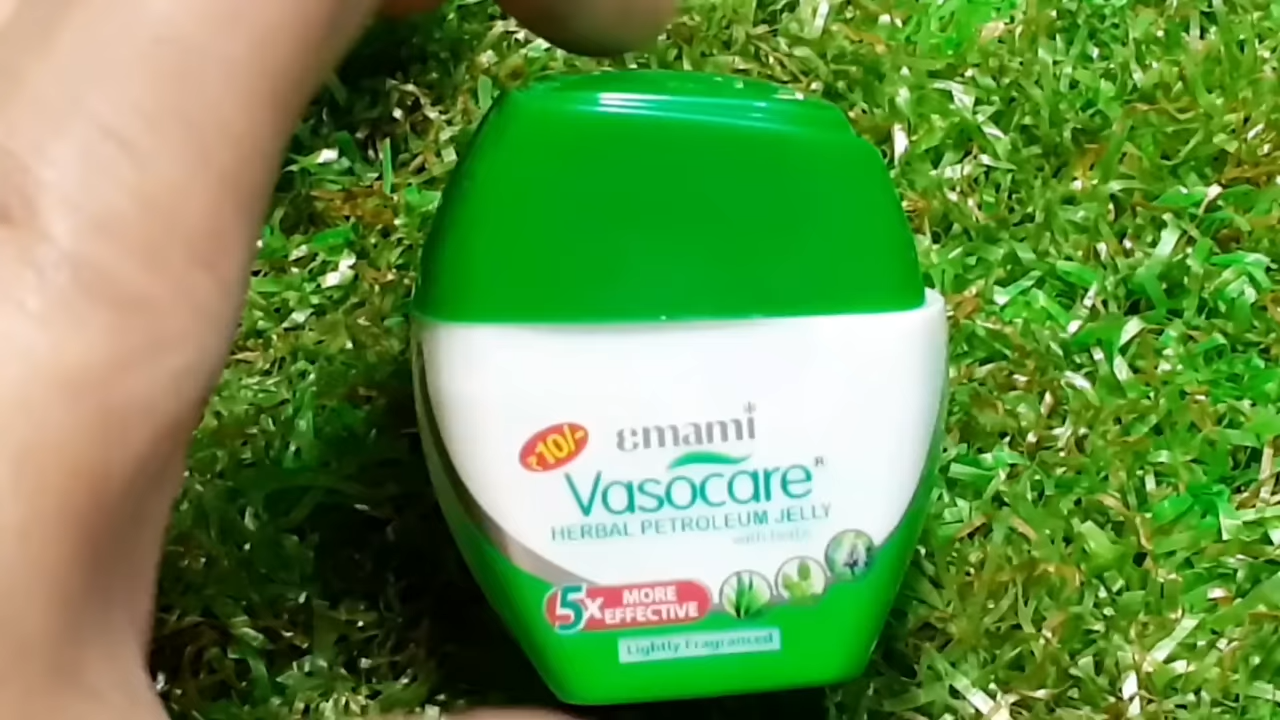 ₹10/-
emami
Vasocare®
HERBAL PETROLEUM JELLY
5x MORE
EFFECTIVE
Lightly Fragranced